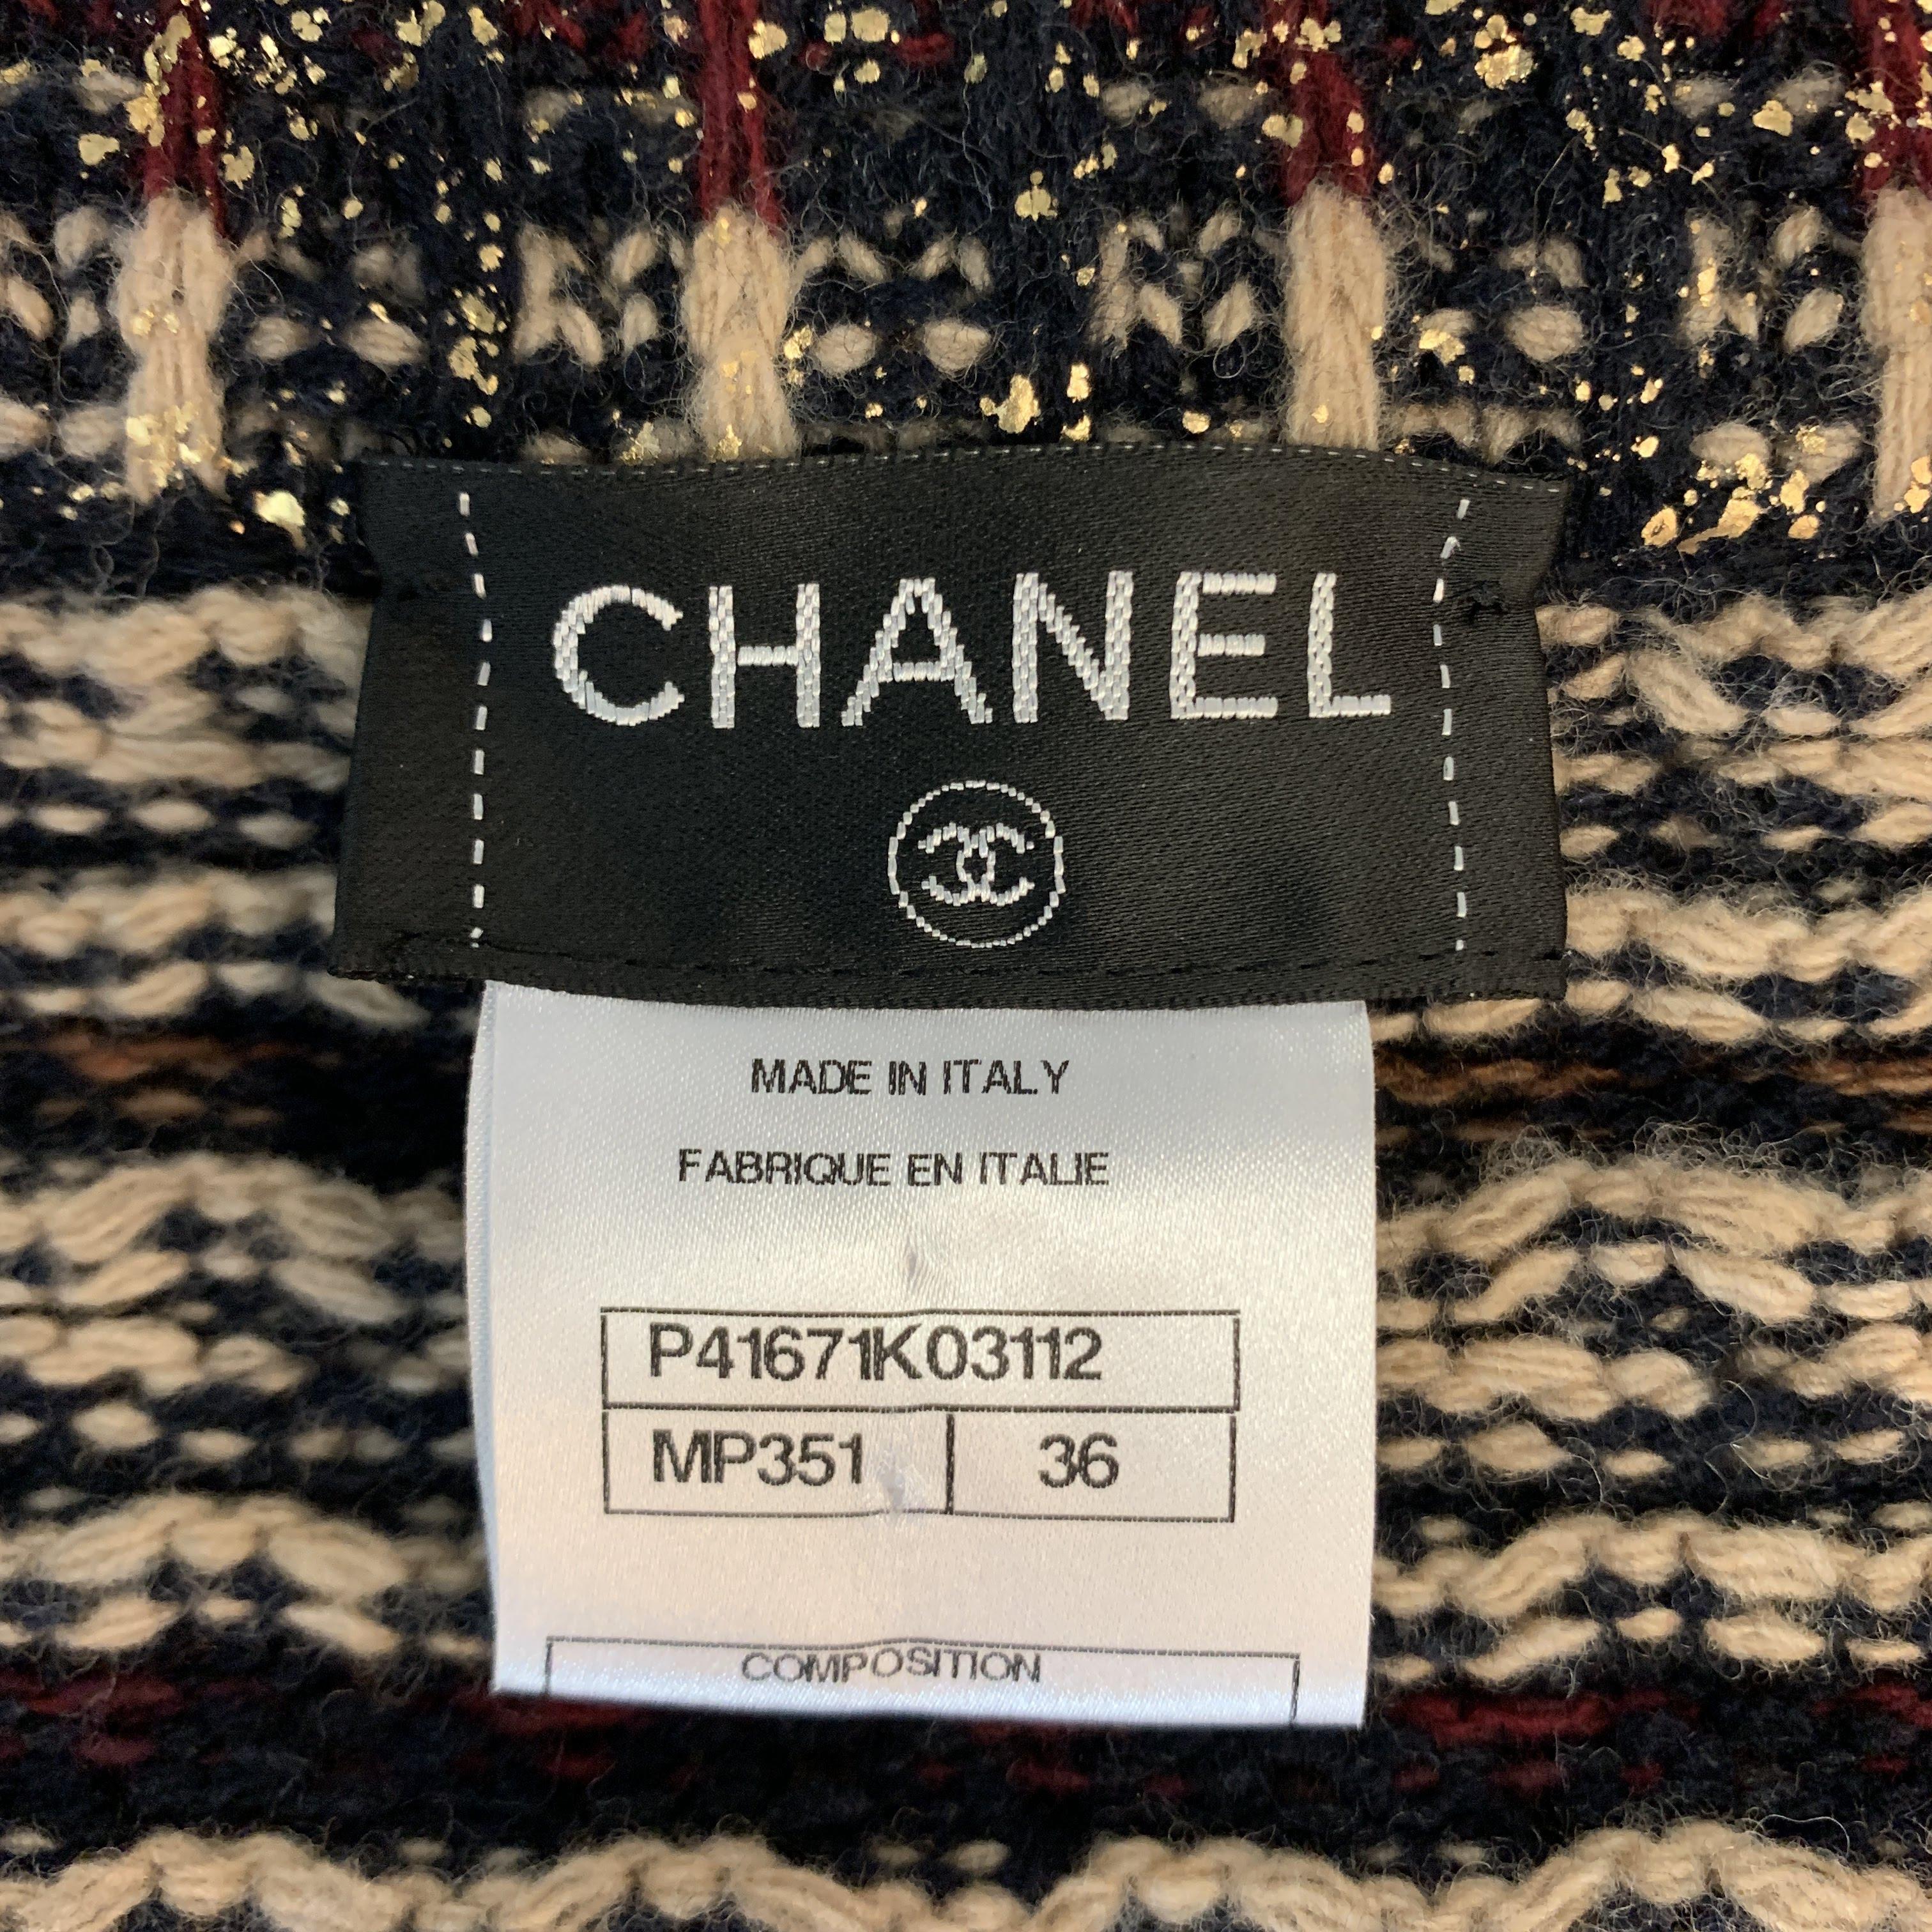 CHANEL
MADE IN ITALY
FABRIQUE EN ITALIE
P41671K03112
MP351 36
COMPOSITION